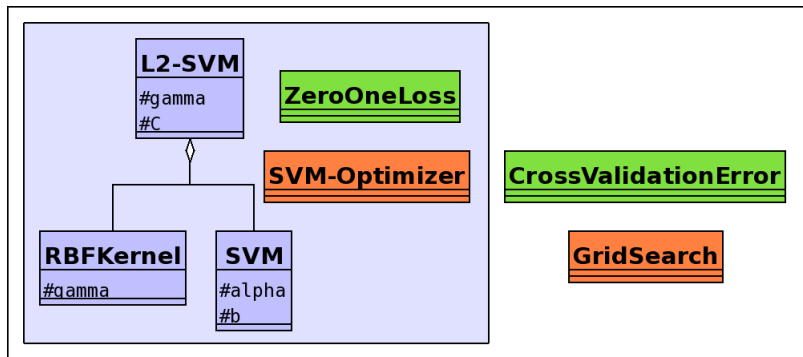 L2-SVM
#gamma
#C
ZeroOneLoss
SVM-Optimizer
CrossValidationError
RBFKernel
#gamma
SVM
#alpha
#b
GridSearch